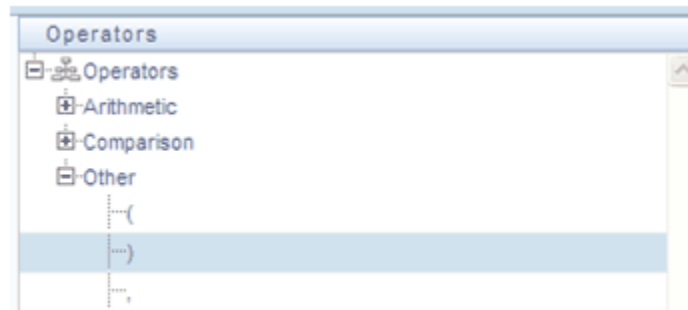 Operators
Operators
Arithmetic
Comparison
Other
(
)
,